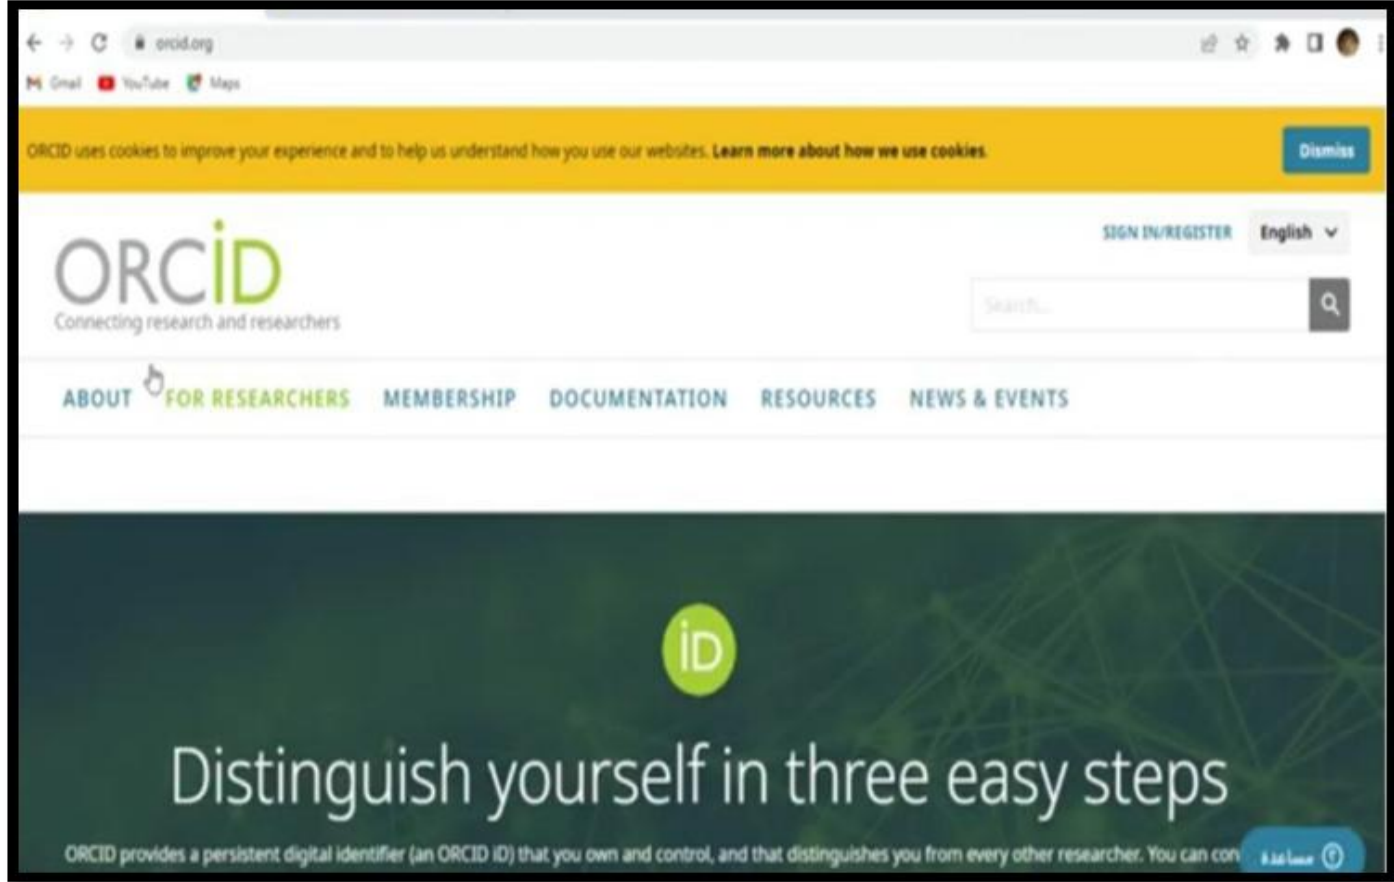 orcid.org
Gmail YouTube Maps
ORCID uses cookies to improve your experience and to help us understand how you use our websites. Learn more about how we use cookies.
Dismiss
SIGN IN/REGISTER English
ORCiD
Connecting research and researchers
Search...
ABOUT FOR RESEARCHERS MEMBERSHIP DOCUMENTATION RESOURCES NEWS & EVENTS
iD
Distinguish yourself in three easy steps
ORCID provides a persistent digital identifier (an ORCID iD) that you own and control, and that distinguishes you from every other researcher. You can con
مساعدة